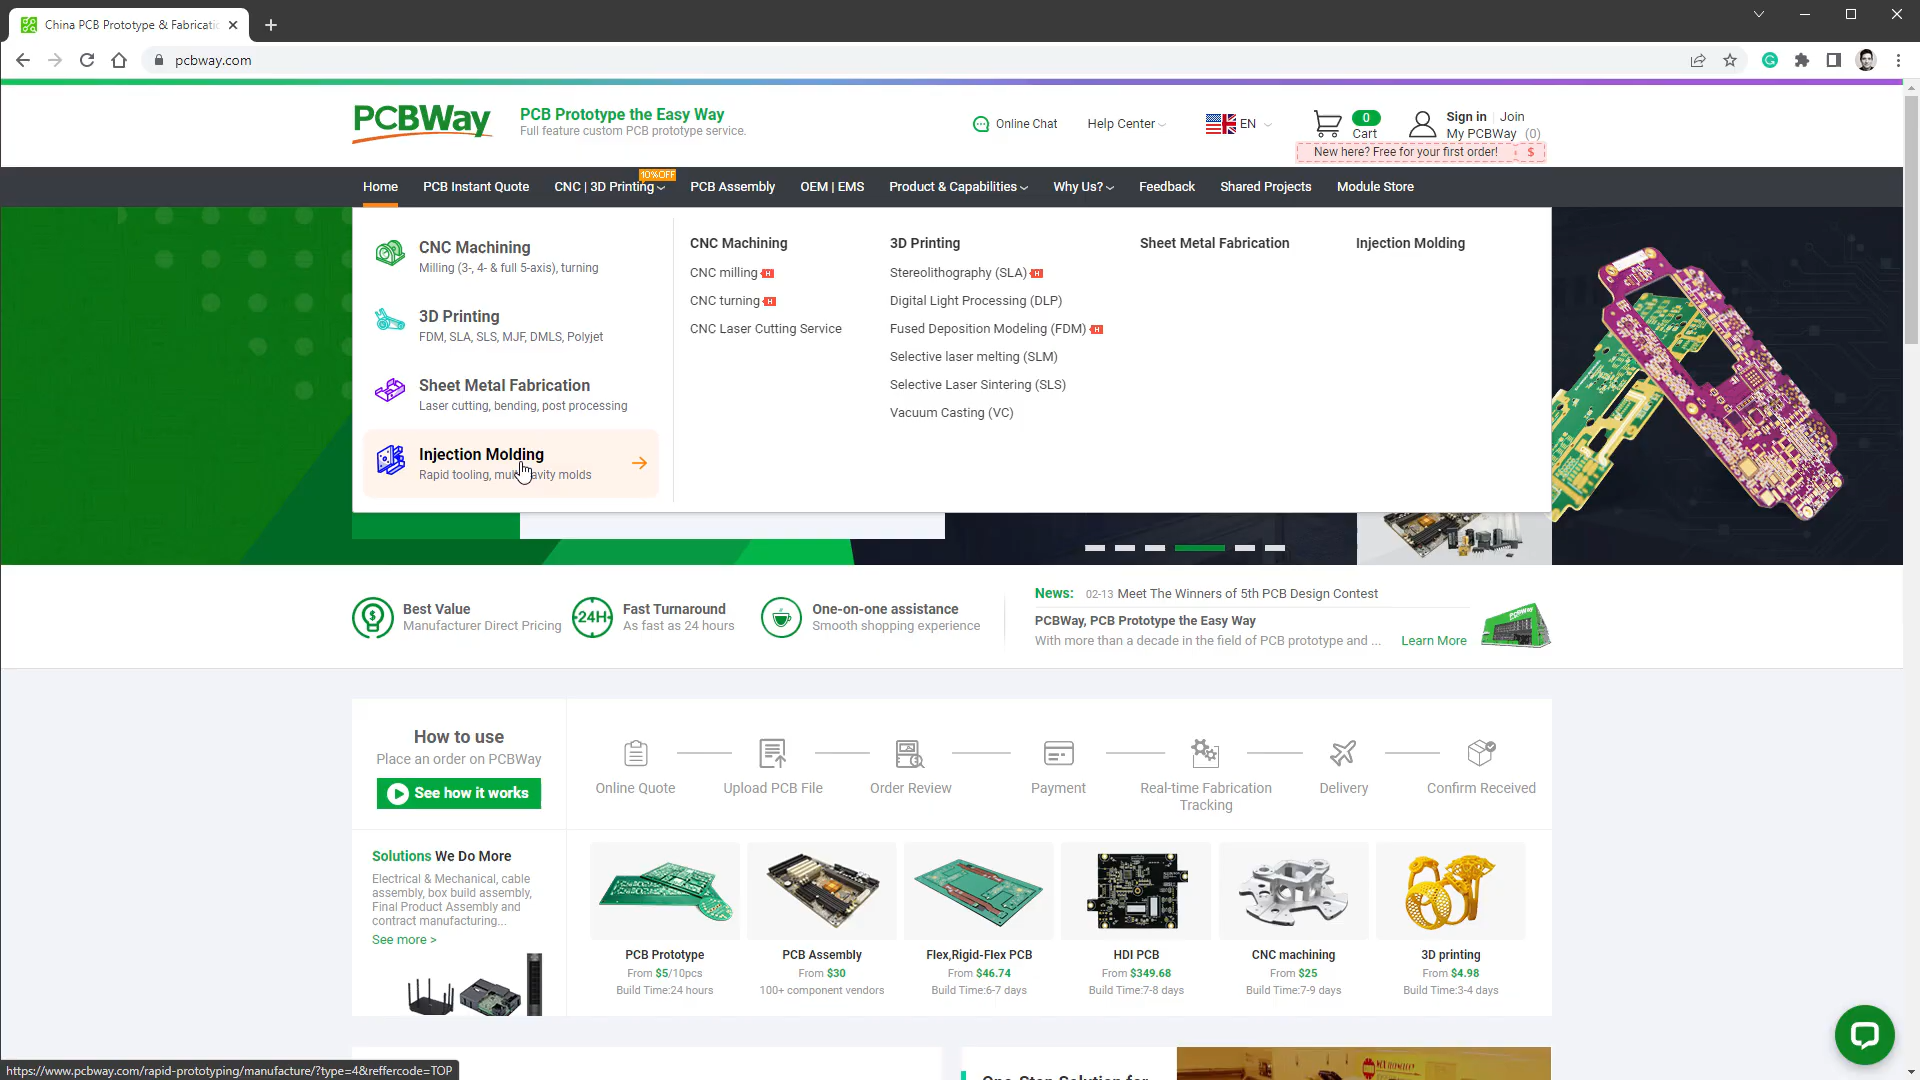 China PCB Prototype & Fabricatio
pcbway.com
PCBWay
PCB Prototype the Easy Way
Full feature custom PCB prototype service.
Online Chat
Help Center
EN
0
Cart
Sign in | Join
My PCBWay (0)
New here? Free for your first order! $
10%OFF
Home
PCB Instant Quote
CNC | 3D Printing
PCB Assembly
OEM | EMS
Product & Capabilities
Why Us?
Feedback
Shared Projects
Module Store
CNC Machining
Milling (3-, 4- & full 5-axis), turning
3D Printing
FDM, SLA, SLS, MJF, DMLS, Polyjet
Sheet Metal Fabrication
Laser cutting, bending, post processing
Injection Molding
Rapid tooling, cavity molds
CNC Machining
CNC milling H
CNC turning H
CNC Laser Cutting Service
3D Printing
Stereolithography (SLA) H
Digital Light Processing (DLP)
Fused Deposition Modeling (FDM) H
Selective laser melting (SLM)
Selective Laser Sintering (SLS)
Vacuum Casting (VC)
Sheet Metal Fabrication
Injection Molding
Best Value
Manufacturer Direct Pricing
24H
Fast Turnaround
As fast as 24 hours
One-on-one assistance
Smooth shopping experience
News: 02-13 Meet The Winners of 5th PCB Design Contest
PCBWay, PCB Prototype the Easy Way
With more than a decade in the field of PCB prototype and ... Learn More
PCBWay
How to use
Place an order on PCBWay
See how it works
Online Quote
Upload PCB File
Order Review
Payment
Real-time Fabrication
Tracking
Delivery
Confirm Received
Solutions We Do More
Electrical & Mechanical, cable
assembly, box build assembly,
Final Product Assembly and
contract manufacturing...
See more >
PCB Prototype
From $5/10pcs
Build Time:24 hours
PCB Assembly
From $30
100+ component vendors
Flex,Rigid-Flex PCB
From $46.74
Build Time:6-7 days
HDI PCB
From $349.68
Build Time:7-8 days
CNC machining
From $25
Build Time:7-9 days
3D printing
From $4.98
Build Time:3-4 days
One-Stop Solution for
https://www.pcbway.com/rapid-prototyping/manufacture/?type=4&reffercode=TOP